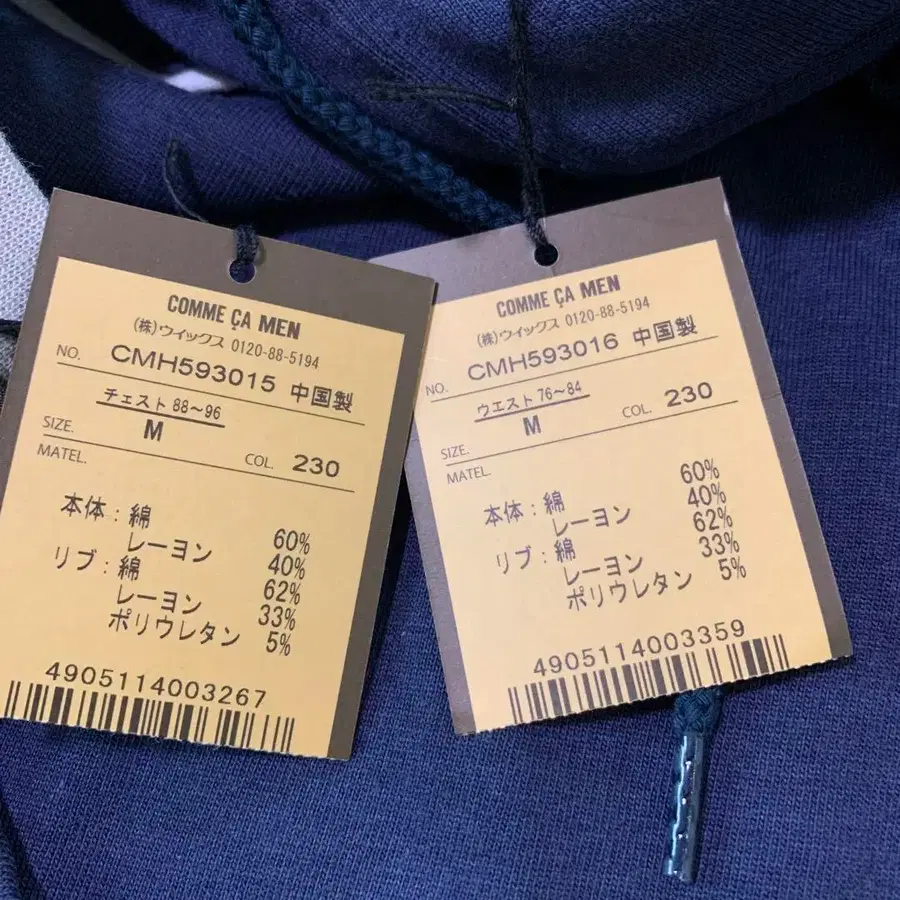 COMME ÇA MEN
(株)ウイックス 0120-88-5194
NO. CMH593015 中国製
チェスト 88～96
SIZE. M
MATEL. COL. 230
本体：綿 60%
レーヨン 40%
リブ：綿 62%
レーヨン 33%
ポリウレタン 5%
4905114003267
COMME ÇA MEN
(株)ウイックス 0120-88-5194
NO. CMH593016 中国製
ウエスト 76～84
SIZE. M COL. 230
MATEL.
本体：綿 60%
レーヨン 40%
リブ：綿 62%
レーヨン 33%
ポリウレタン 5%
4905114003359